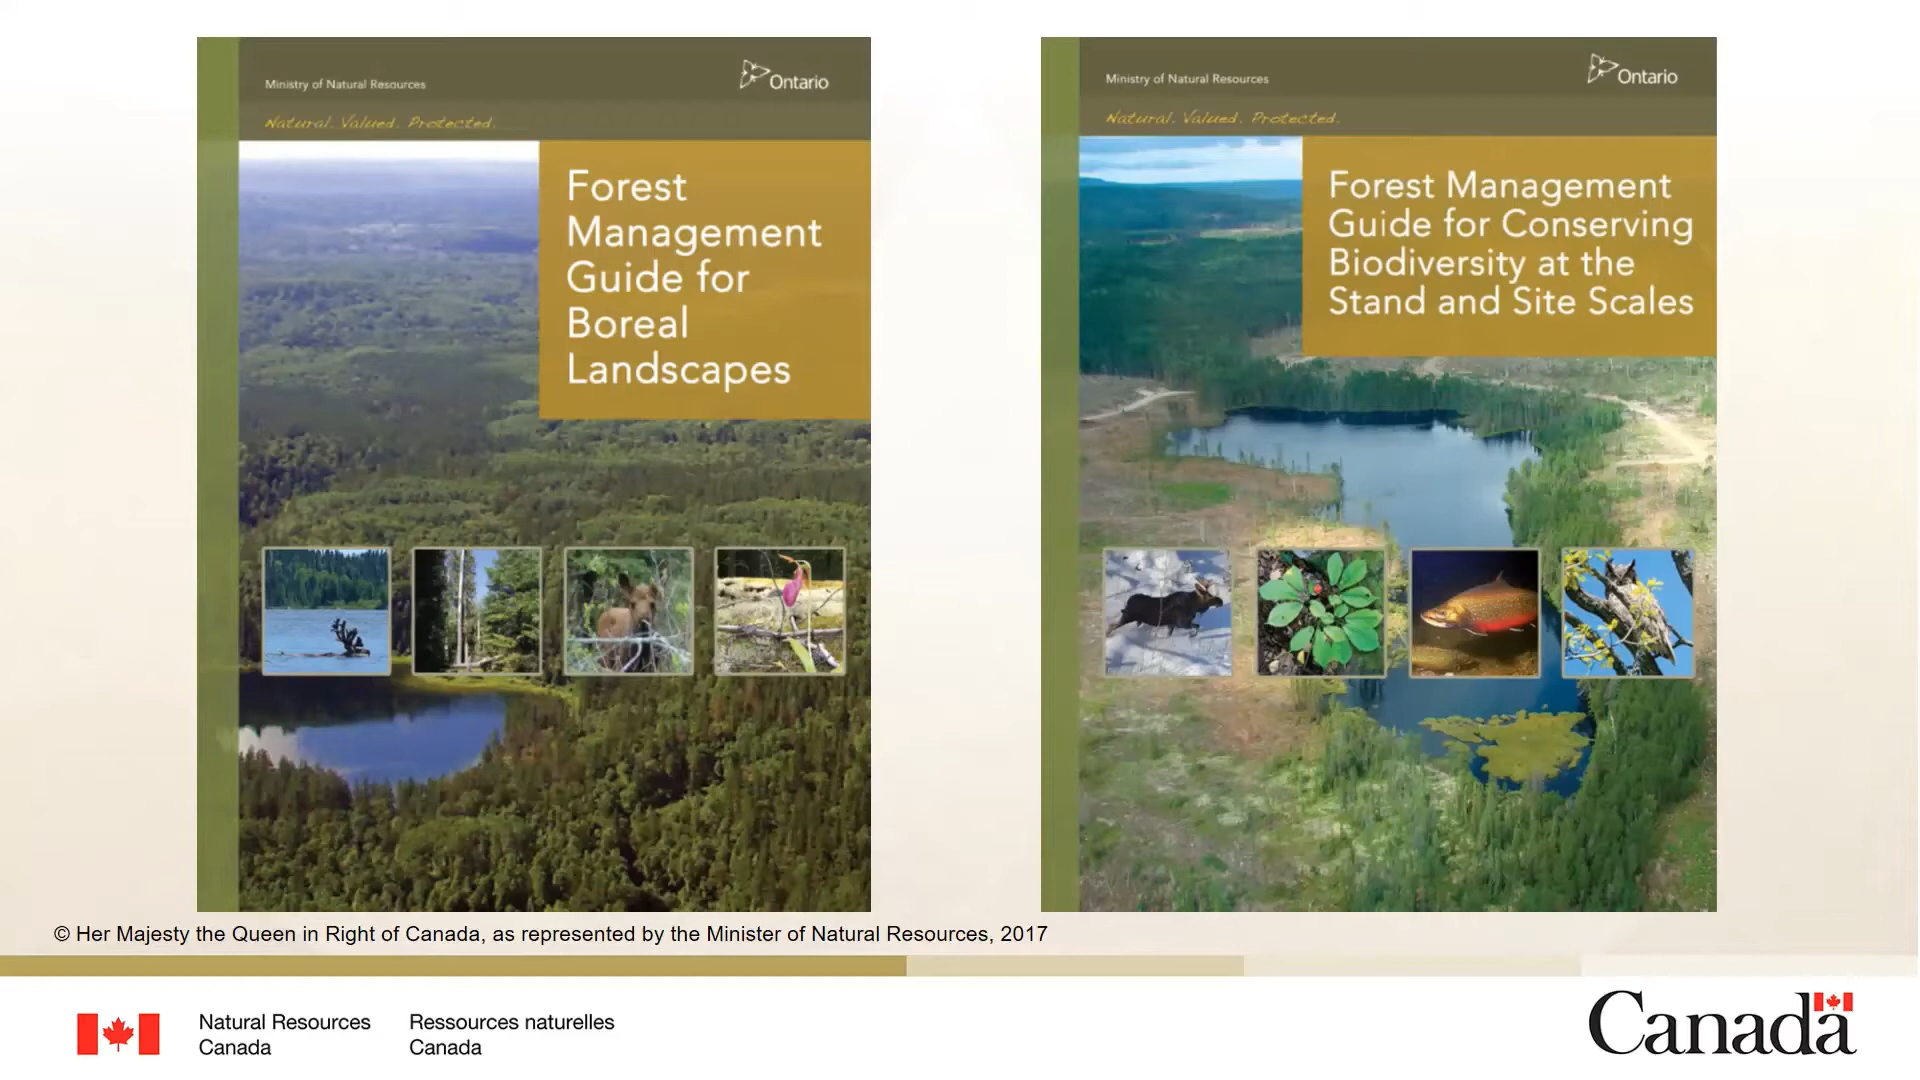 Ministry of Natural Resources
Ontario
Natural. Valued. Protected.
Forest
Management
Guide for
Boreal
Landscapes
Ministry of Natural Resources
Ontario
Natural. Valued. Protected.
Forest Management
Guide for Conserving
Biodiversity at the
Stand and Site Scales
© Her Majesty the Queen in Right of Canada, as represented by the Minister of Natural Resources, 2017
Natural Resources
Canada
Ressources naturelles
Canada
Canada